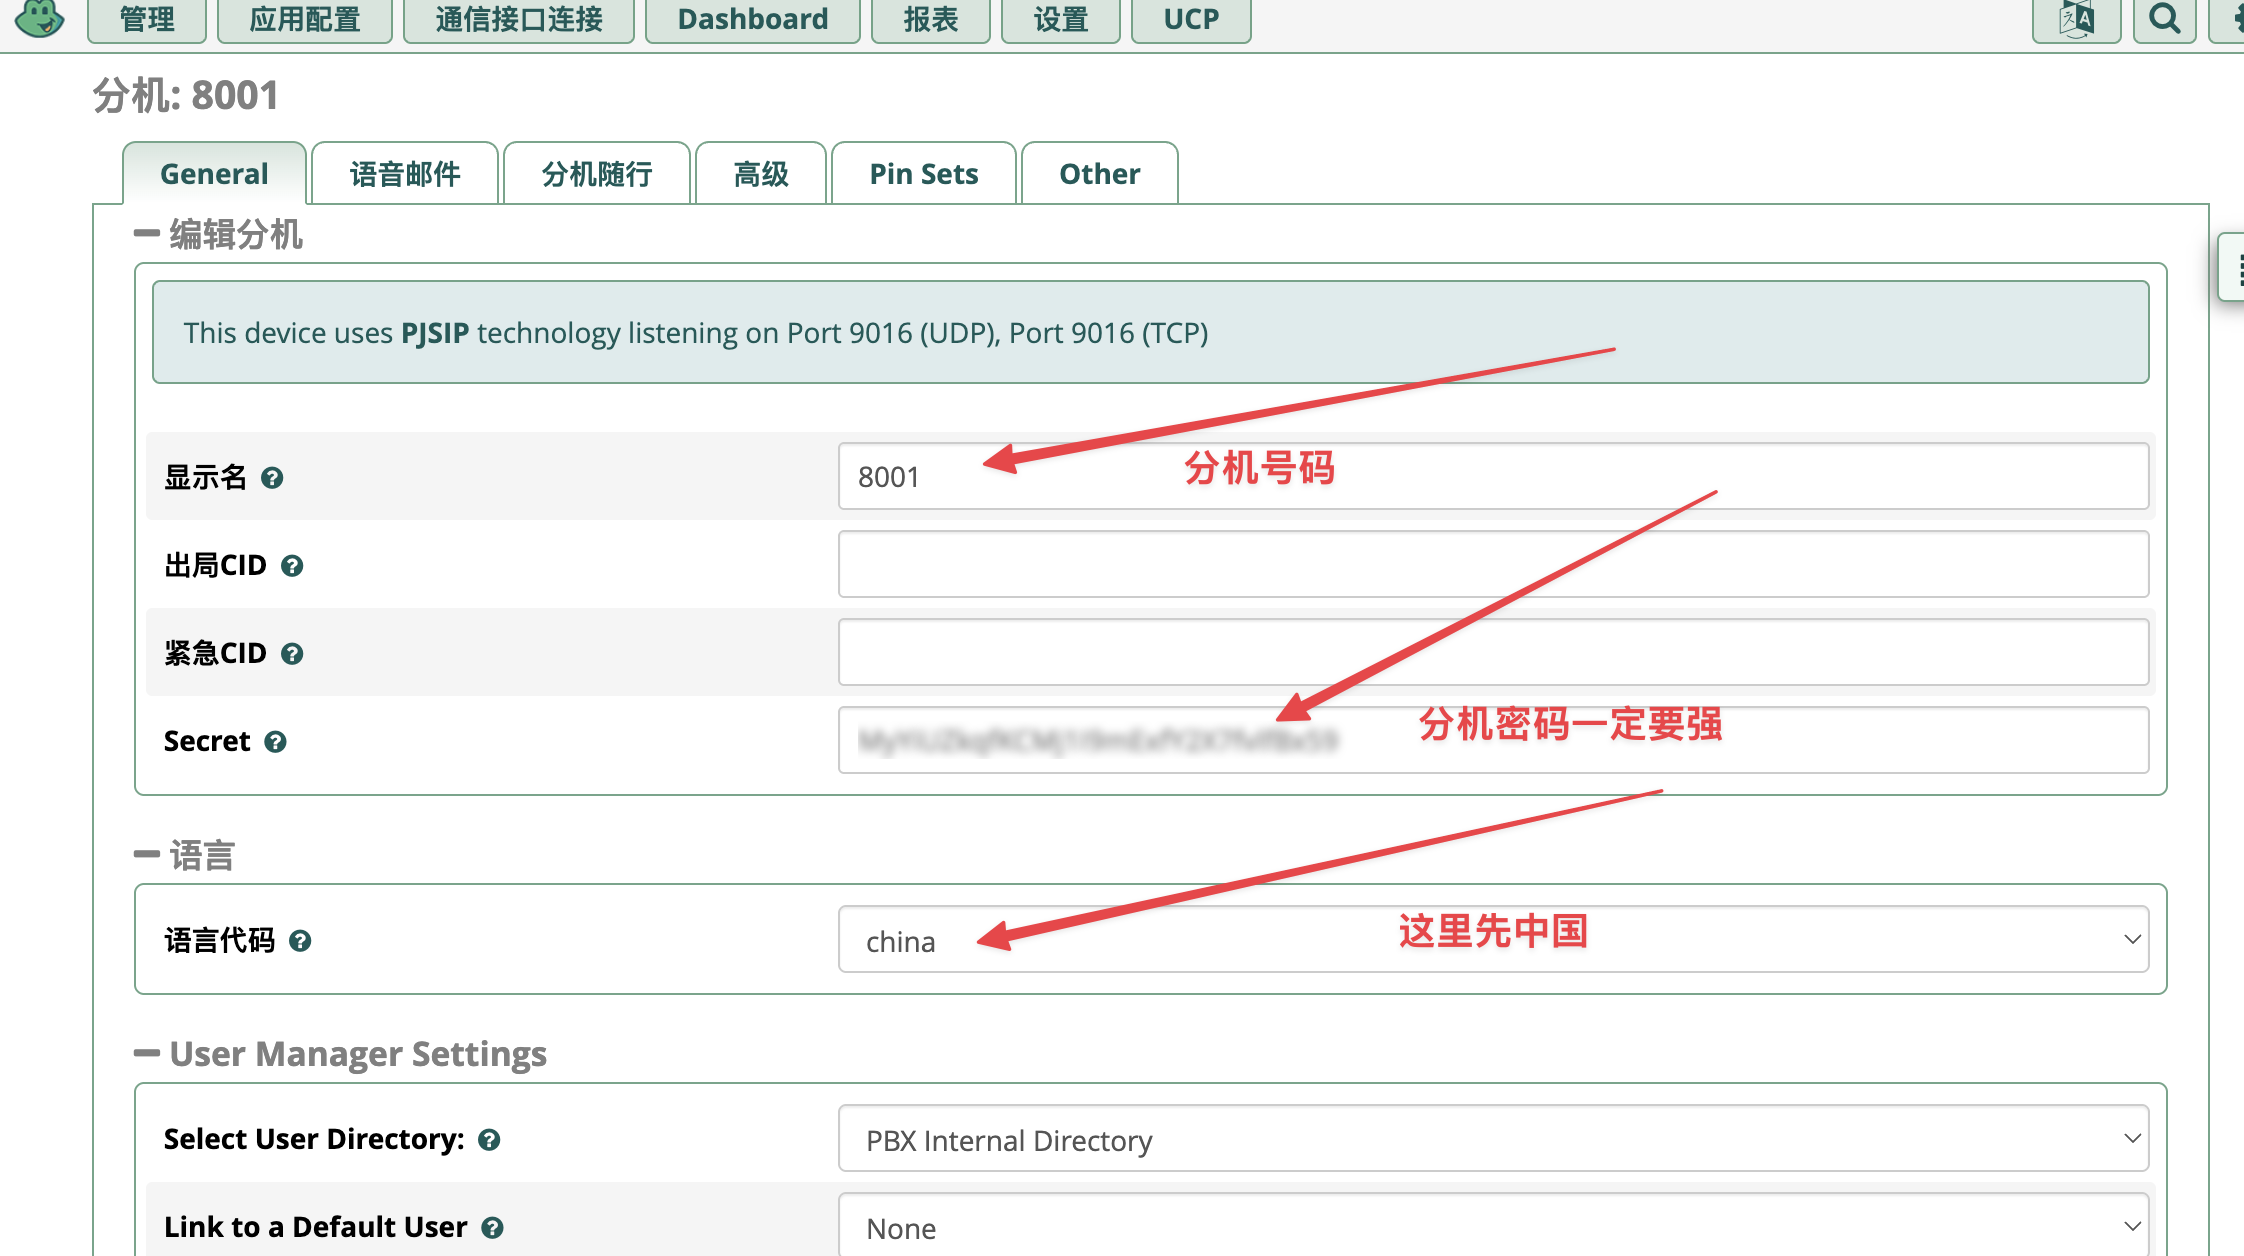 管理 应用配置 通信接口连接 Dashboard 报表 设置 UCP
分机: 8001
General 语音邮件 分机随行 高级 Pin Sets Other
编辑分机
This device uses PJSIP technology listening on Port 9016 (UDP), Port 9016 (TCP)
显示名 8001 分机号码
出局CID
紧急CID
Secret 分机密码一定要强
语言
语言代码 china 这里先中国
User Manager Settings
Select User Directory: PBX Internal Directory
Link to a Default User None